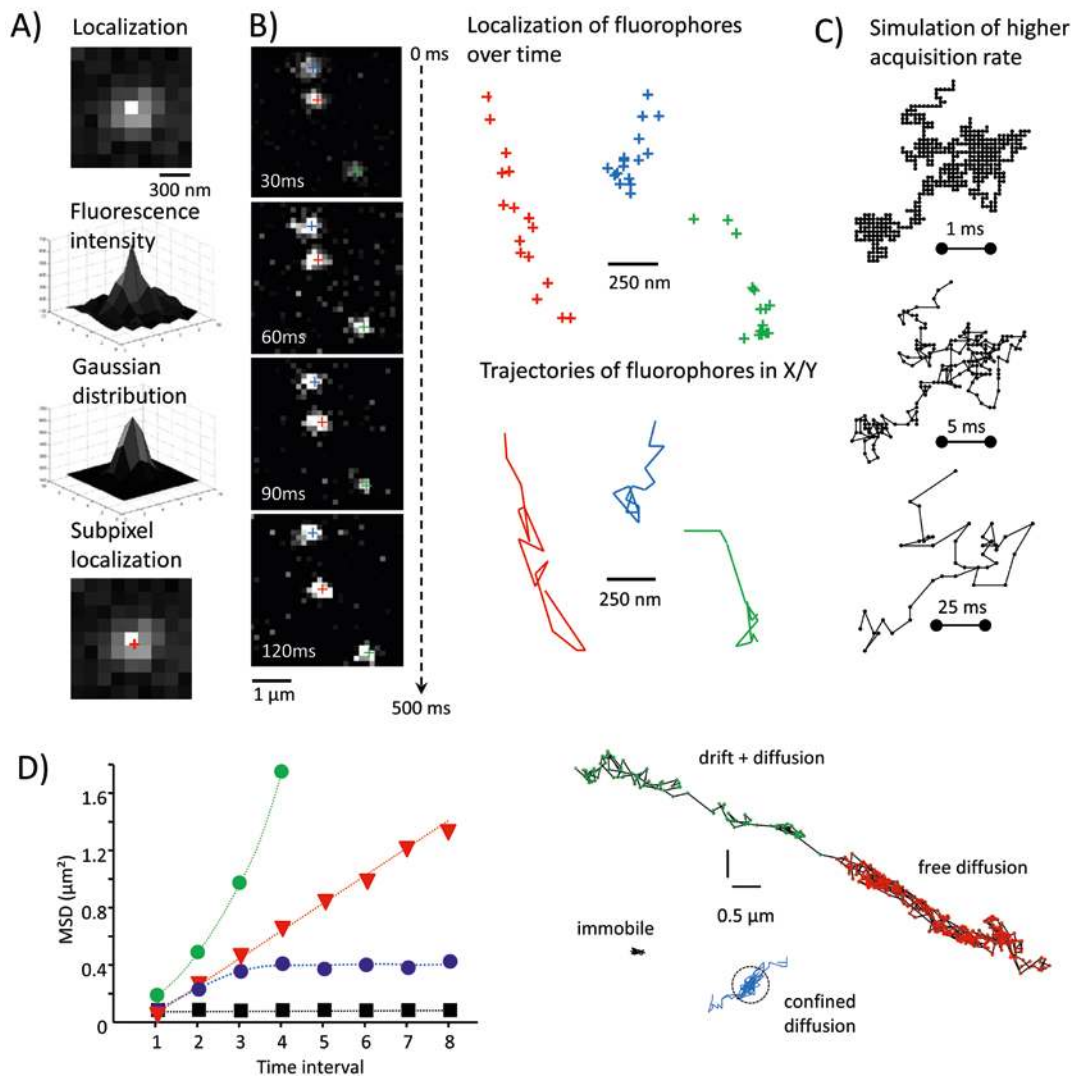 A)
Localization
300 nm
Fluorescence
intensity
Gaussian
distribution
Subpixel
localization
B)
0 ms
30ms
60ms
90ms
120ms
1 µm
500 ms
Localization of fluorophores
over time
250 nm
Trajectories of fluorophores in X/Y
250 nm
C)
Simulation of higher
acquisition rate
1 ms
5 ms
25 ms
D)
MSD (µm²)
1.6
1.2
0.8
0.4
0
1 2 3 4 5 6 7 8
Time interval
drift + diffusion
free diffusion
0.5 µm
immobile
confined
diffusion